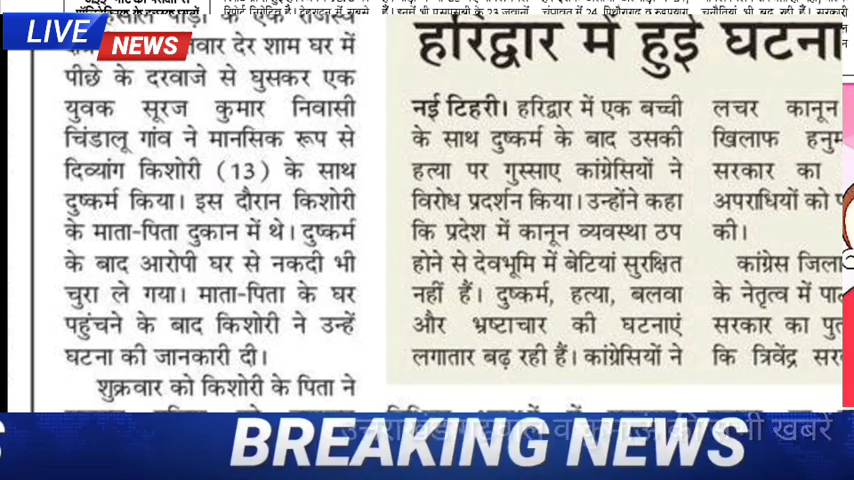 LIVE
NEWS
वार देर शाम घर में
पीछे के दरवाजे से घुसकर एक
युवक सूरज कुमार निवासी
चिंडालू गांव ने मानसिक रूप से
दिव्यांग किशोरी (13) के साथ
दुष्कर्म किया। इस दौरान किशोरी
के माता-पिता दुकान में थे। दुष्कर्म
के बाद आरोपी घर से नकदी भी
चुरा ले गया। माता-पिता के घर
पहुंचने के बाद किशोरी ने उन्हें
घटना की जानकारी दी।
शुक्रवार को किशोरी के पिता ने
हरिद्वार में हुई घटना
नई टिहरी। हरिद्वार में एक बच्ची
के साथ दुष्कर्म के बाद उसकी
हत्या पर गुस्साए कांग्रेसियों ने
विरोध प्रदर्शन किया। उन्होंने कहा
कि प्रदेश में कानून व्यवस्था ठप
होने से देवभूमि में बेटियां सुरक्षित
नहीं हैं। दुष्कर्म, हत्या, बलवा
और भ्रष्टाचार की घटनाएं
लगातार बढ़ रही हैं। कांग्रेसियों ने
लचर कानून
खिलाफ हनुम
सरकार का
अपराधियों को
की।
कांग्रेस जिला
के नेतृत्व में
सरकार का पुत
कि त्रिवेंद्र सर
BREAKING NEWS